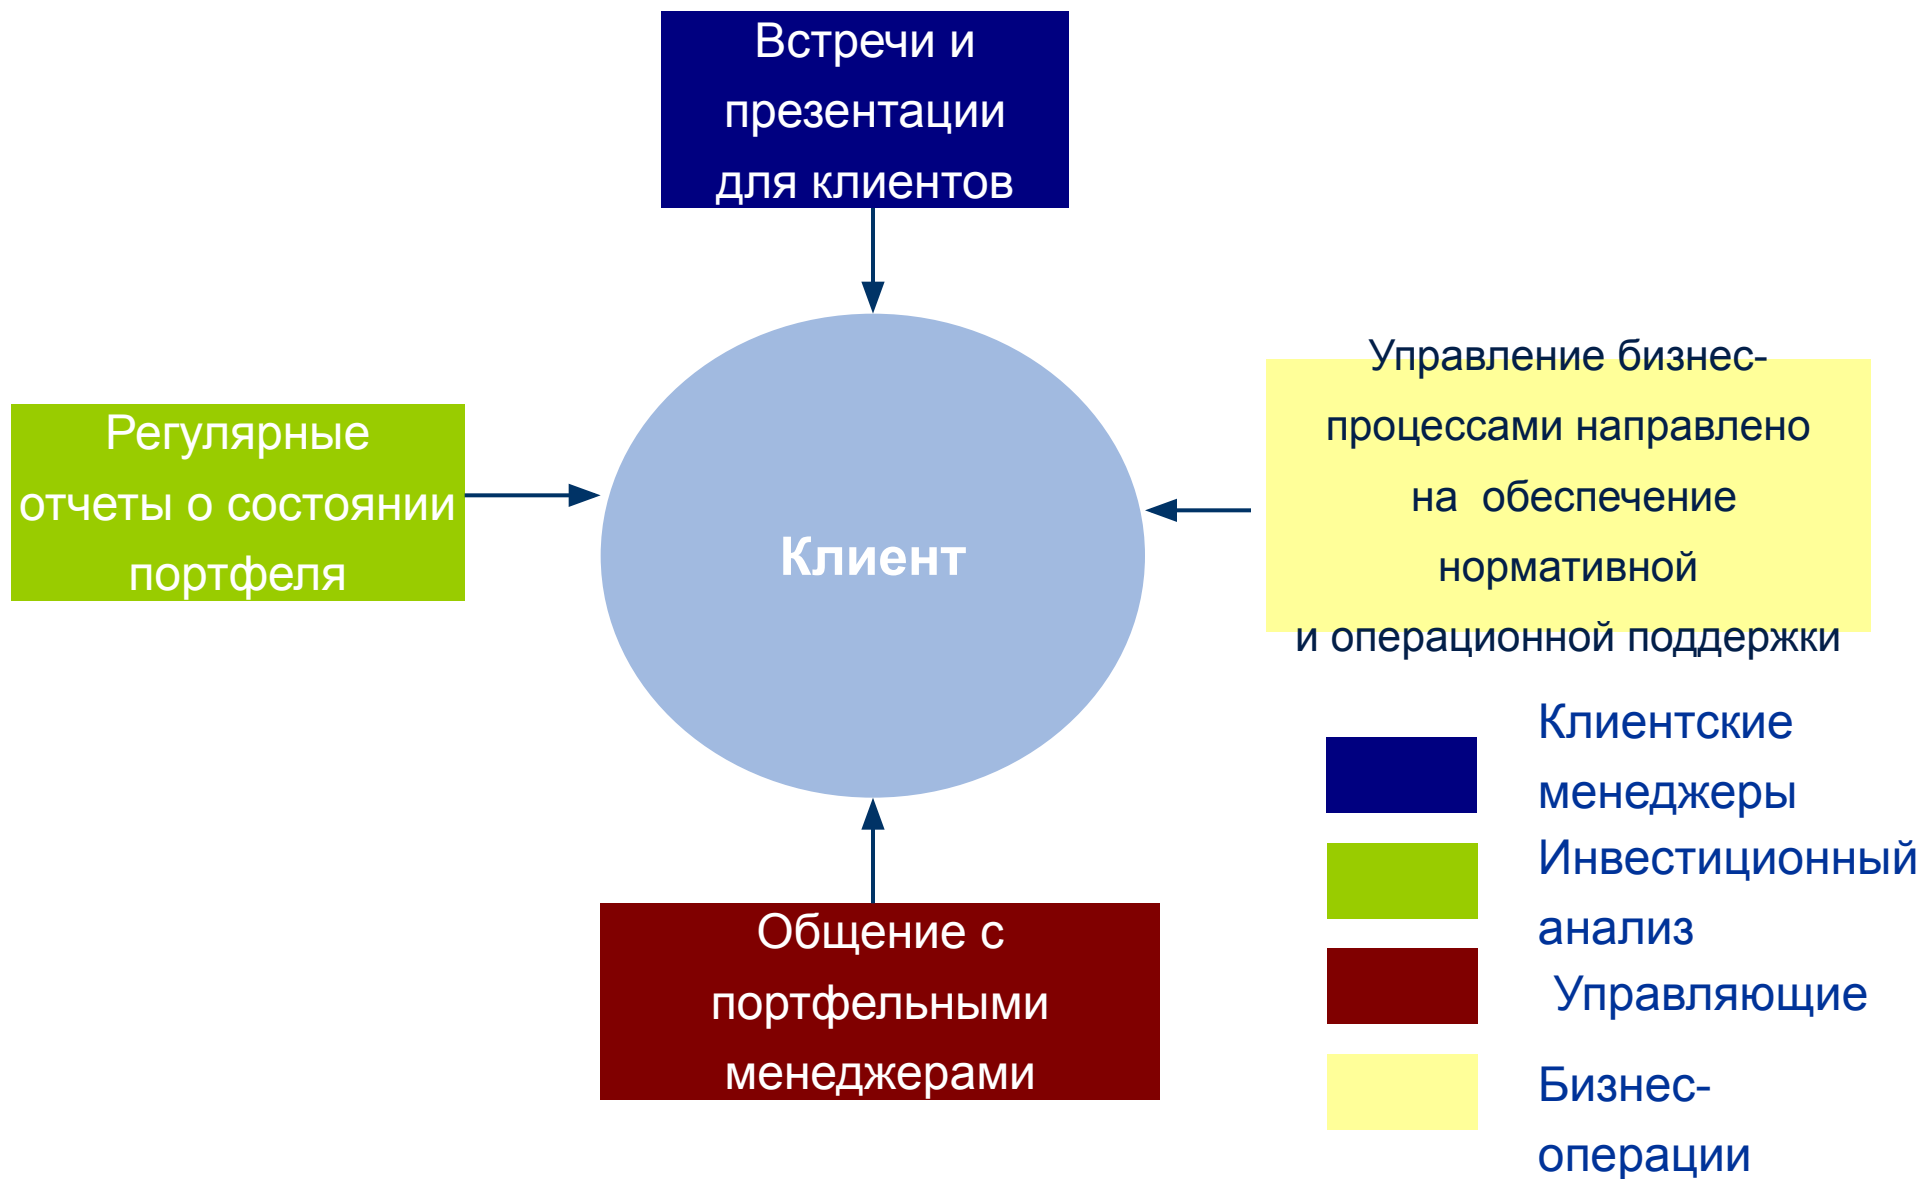 Встречи и
презентации
для клиентов
Регулярные
отчеты о состоянии
портфеля
Клиент
Управление бизнес-
процессами направлено
на  обеспечение
нормативной
и операционной поддержки
Общение с
портфельными
менеджерами
Клиентские
менеджеры
Инвестиционный
анализ
Управляющие
Бизнес-
операции